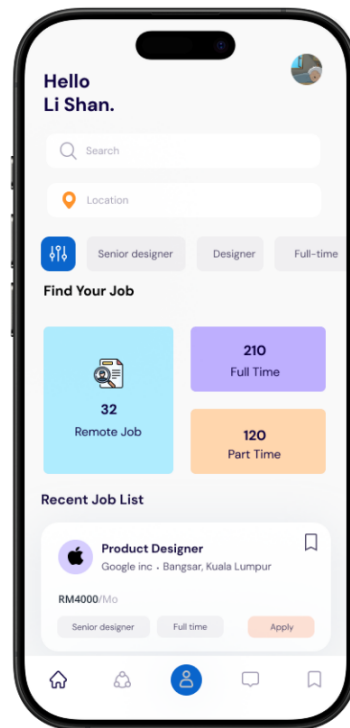 Hello
Li Shan.
Search
Location
Senior designer
Designer
Full-time
Find Your Job
32
Remote Job
210
Full Time
120
Part Time
Recent Job List
Product Designer
Google inc . Bangsar, Kuala Lumpur
RM4000/Mo
Senior designer
Full time
Apply